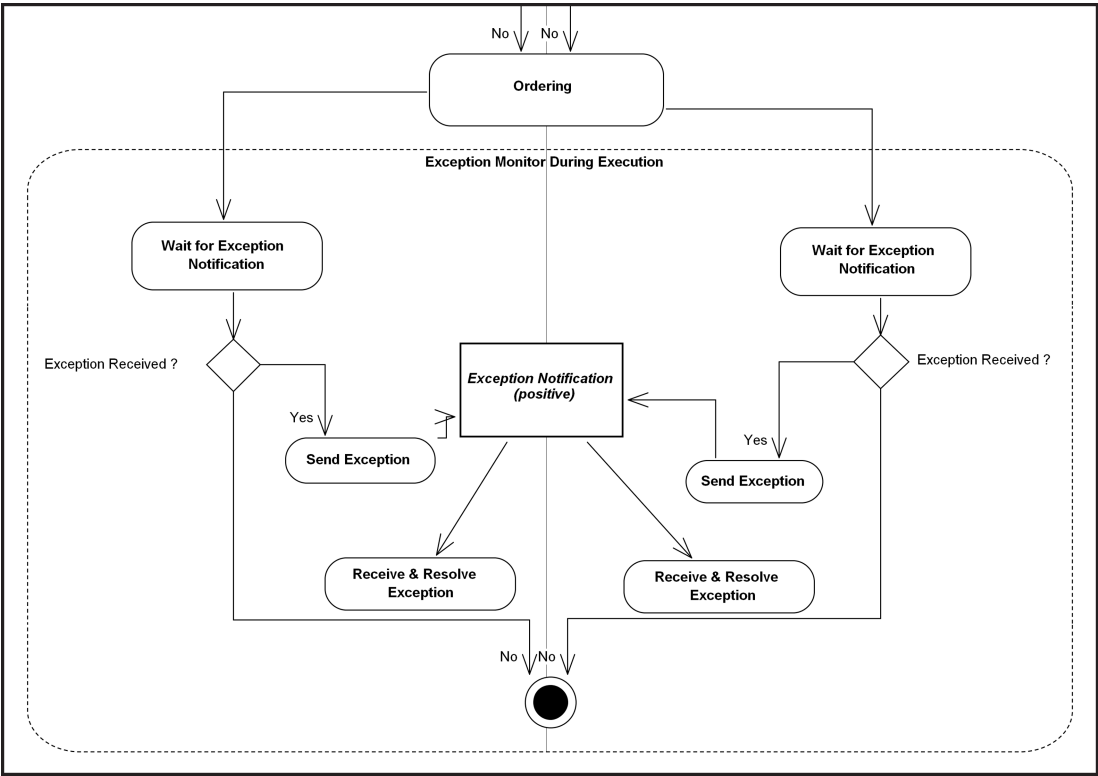 No
No
Ordering
Exception Monitor During Execution
Wait for Exception
Notification
Wait for Exception
Notification
Exception Received ?
Exception Received ?
Exception Notification
(positive)
Yes
Yes
Send Exception
Send Exception
Receive & Resolve
Exception
Receive & Resolve
Exception
No
No